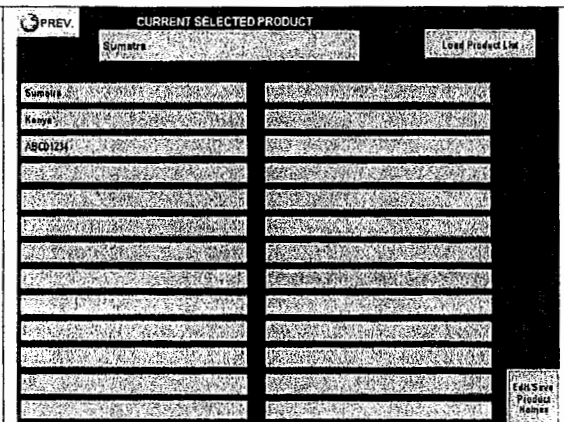 PREV.
CURRENT SELECTED PRODUCT
Sumatra
Load Product List
Sumatra
Kenya
ABCD1234
Edit Save
Product
Names